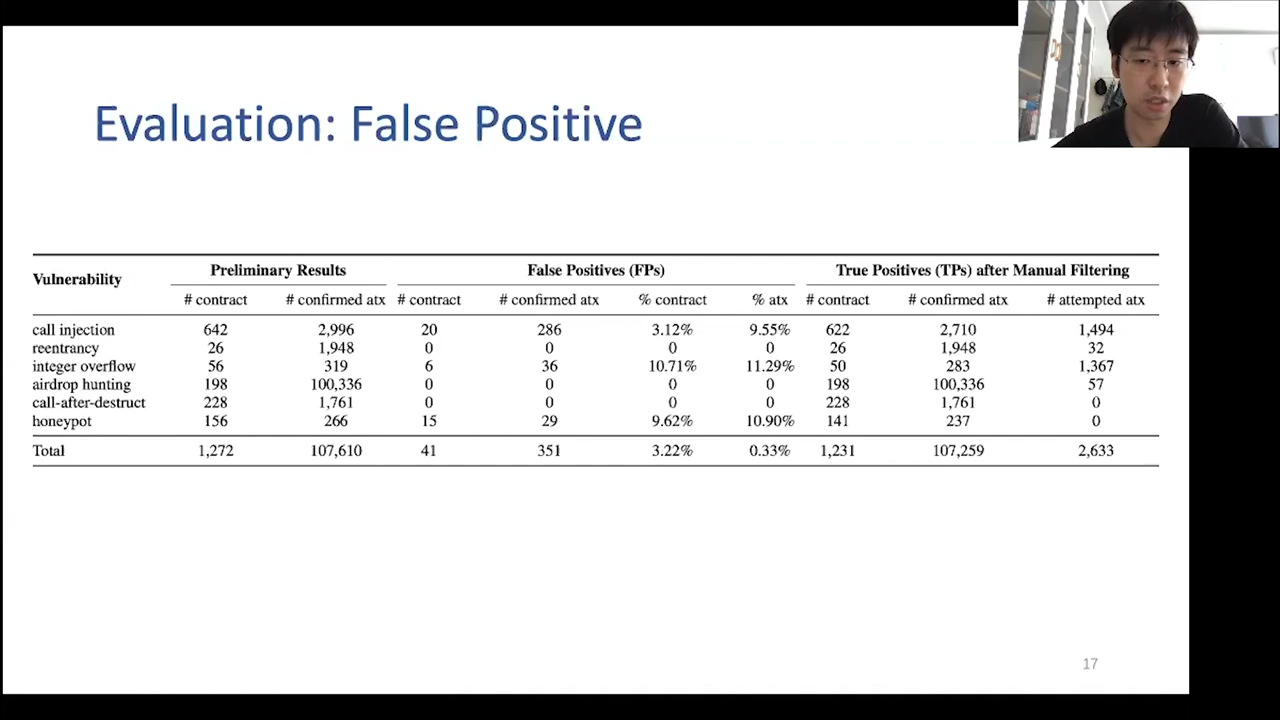 Evaluation: False Positive
Vulnerability Preliminary Results False Positives (FPs) True Positives (TPs) after Manual Filtering
# contract # confirmed atx # contract # confirmed atx % contract % atx # contract # confirmed atx # attempted atx
call injection 642 2,996 20 286 3.12% 9.55% 622 2,710 1,494
reentrancy 26 1,948 0 0 0 0 26 1,948 32
integer overflow 56 319 6 36 10.71% 11.29% 50 283 1,367
airdrop hunting 198 100,336 0 0 0 0 198 100,336 57
call-after-destruct 228 1,761 0 0 0 0 228 1,761 0
honeypot 156 266 15 29 9.62% 10.90% 141 237 0
Total 1,272 107,610 41 351 3.22% 0.33% 1,231 107,259 2,633
17